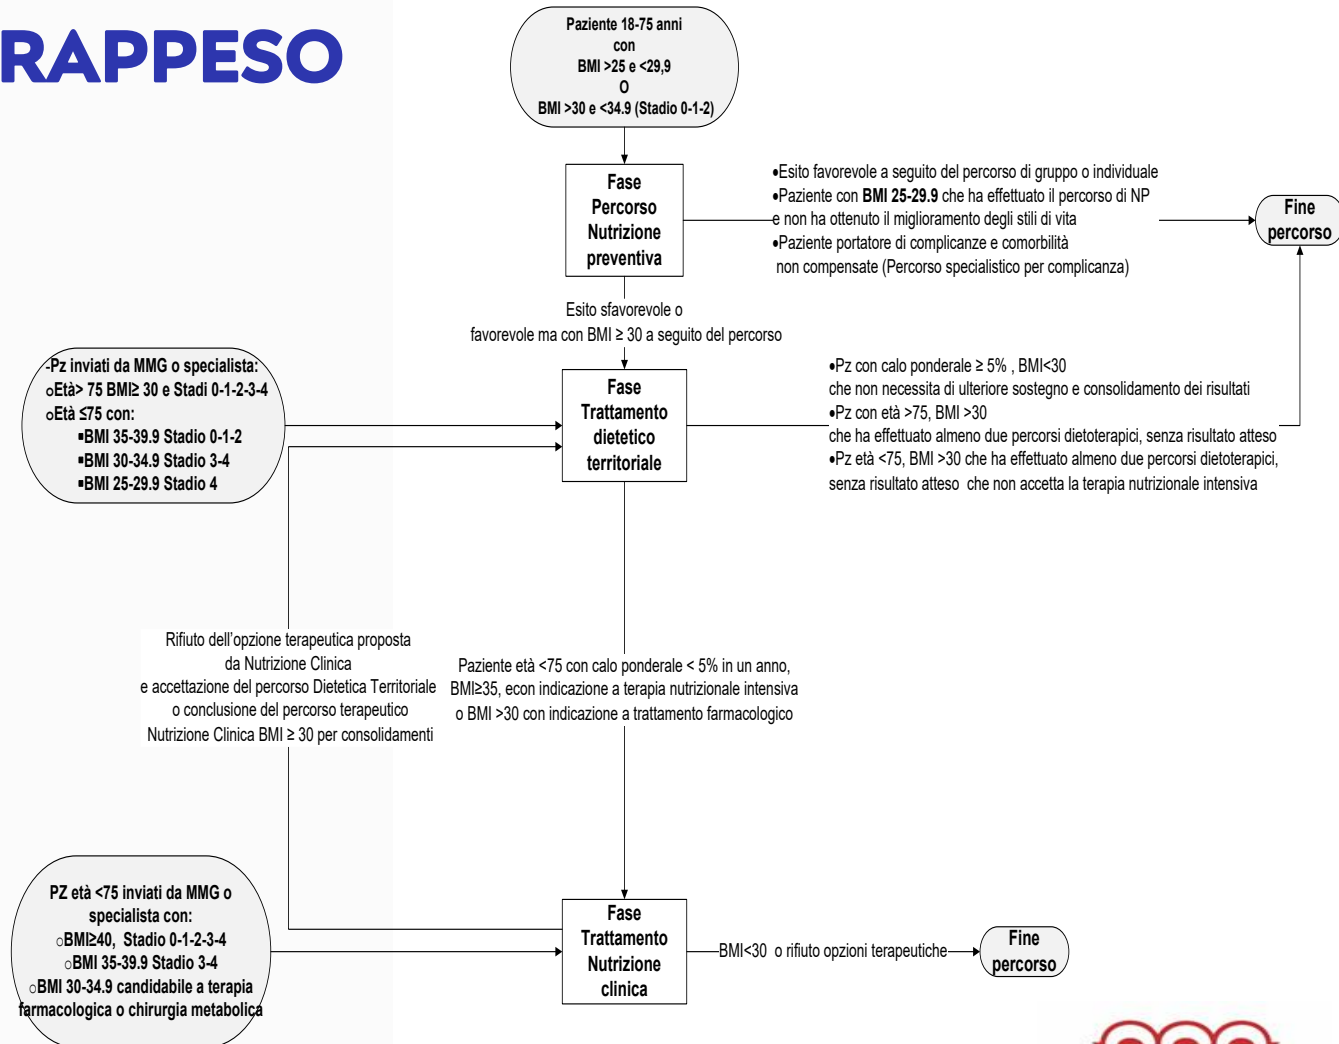 RAPPESO
Paziente 18-75 anni
con
BMI >25 e <29,9
O
BMI >30 e <34.9 (Stadio 0-1-2)
Fase
Percorso
Nutrizione
preventiva
•Esito favorevole a seguito del percorso di gruppo o individuale
•Paziente con BMI 25-29.9 che ha effettuato il percorso di NP
e non ha ottenuto il miglioramento degli stili di vita
•Paziente portatore di complicanze e comorbilità
non compensate (Percorso specialistico per complicanza)
Fine
percorso
Esito sfavorevole o
favorevole ma con BMI ≥ 30 a seguito del percorso
-Pz inviati da MMG o specialista:
oEtà> 75 BMI≥ 30 e Stadi 0-1-2-3-4
oEtà ≤75 con:
▪BMI 35-39.9 Stadio 0-1-2
▪BMI 30-34.9 Stadio 3-4
▪BMI 25-29.9 Stadio 4
Fase
Trattamento
dietetico
territoriale
•Pz con calo ponderale ≥ 5% , BMI<30
che non necessita di ulteriore sostegno e consolidamento dei risultati
•Pz con età >75, BMI >30
che ha effettuato almeno due percorsi dietoterapici, senza risultato atteso
•Pz età <75, BMI >30 che ha effettuato almeno due percorsi dietoterapici,
senza risultato atteso che non accetta la terapia nutrizionale intensiva
Rifiuto dell'opzione terapeutica proposta
da Nutrizione Clinica
e accettazione del percorso Dietetica Territoriale
o conclusione del percorso terapeutico
Nutrizione Clinica BMI ≥ 30 per consolidamenti
Paziente età <75 con calo ponderale < 5% in un anno,
BMI≥35, econ indicazione a terapia nutrizionale intensiva
o BMI >30 con indicazione a trattamento farmacologico
PZ età <75 inviati da MMG o
specialista con:
oBMI≥40, Stadio 0-1-2-3-4
oBMI 35-39.9 Stadio 3-4
oBMI 30-34.9 candidabile a terapia
farmacologica o chirurgia metabolica
Fase
Trattamento
Nutrizione
clinica
BMI<30 o rifiuto opzioni terapeutiche
Fine
percorso